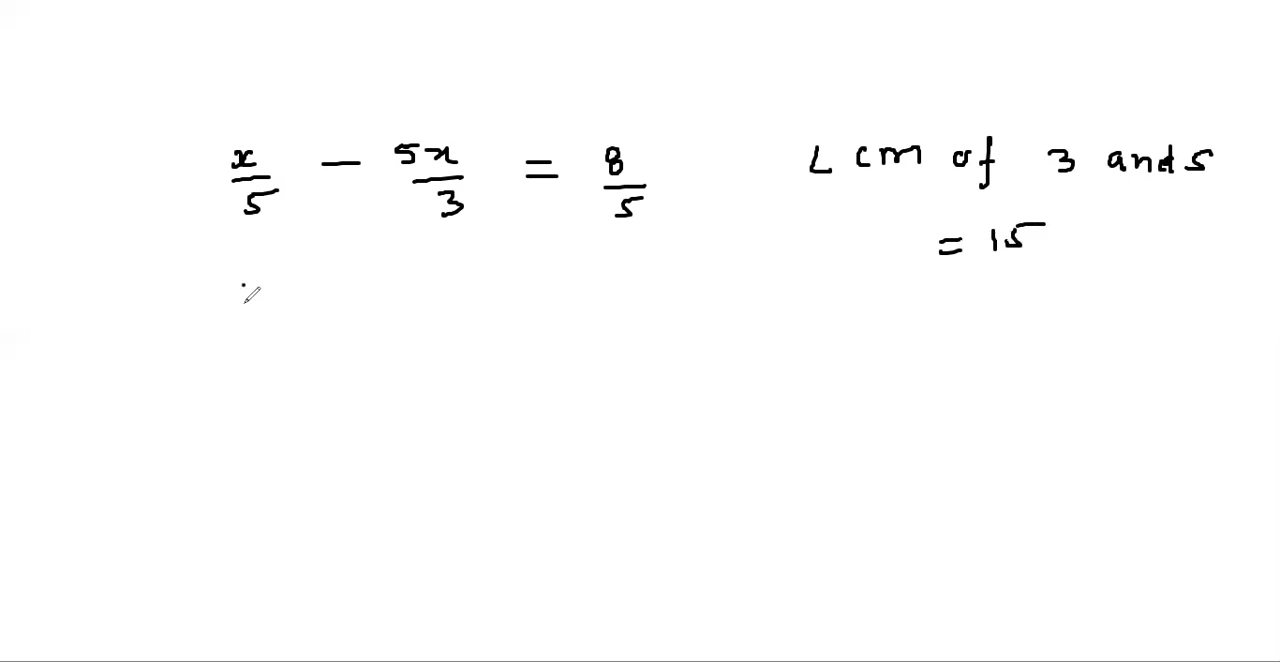 x/5 − 5x/3 = 8/5 Lcm of 3 and 5
= 15